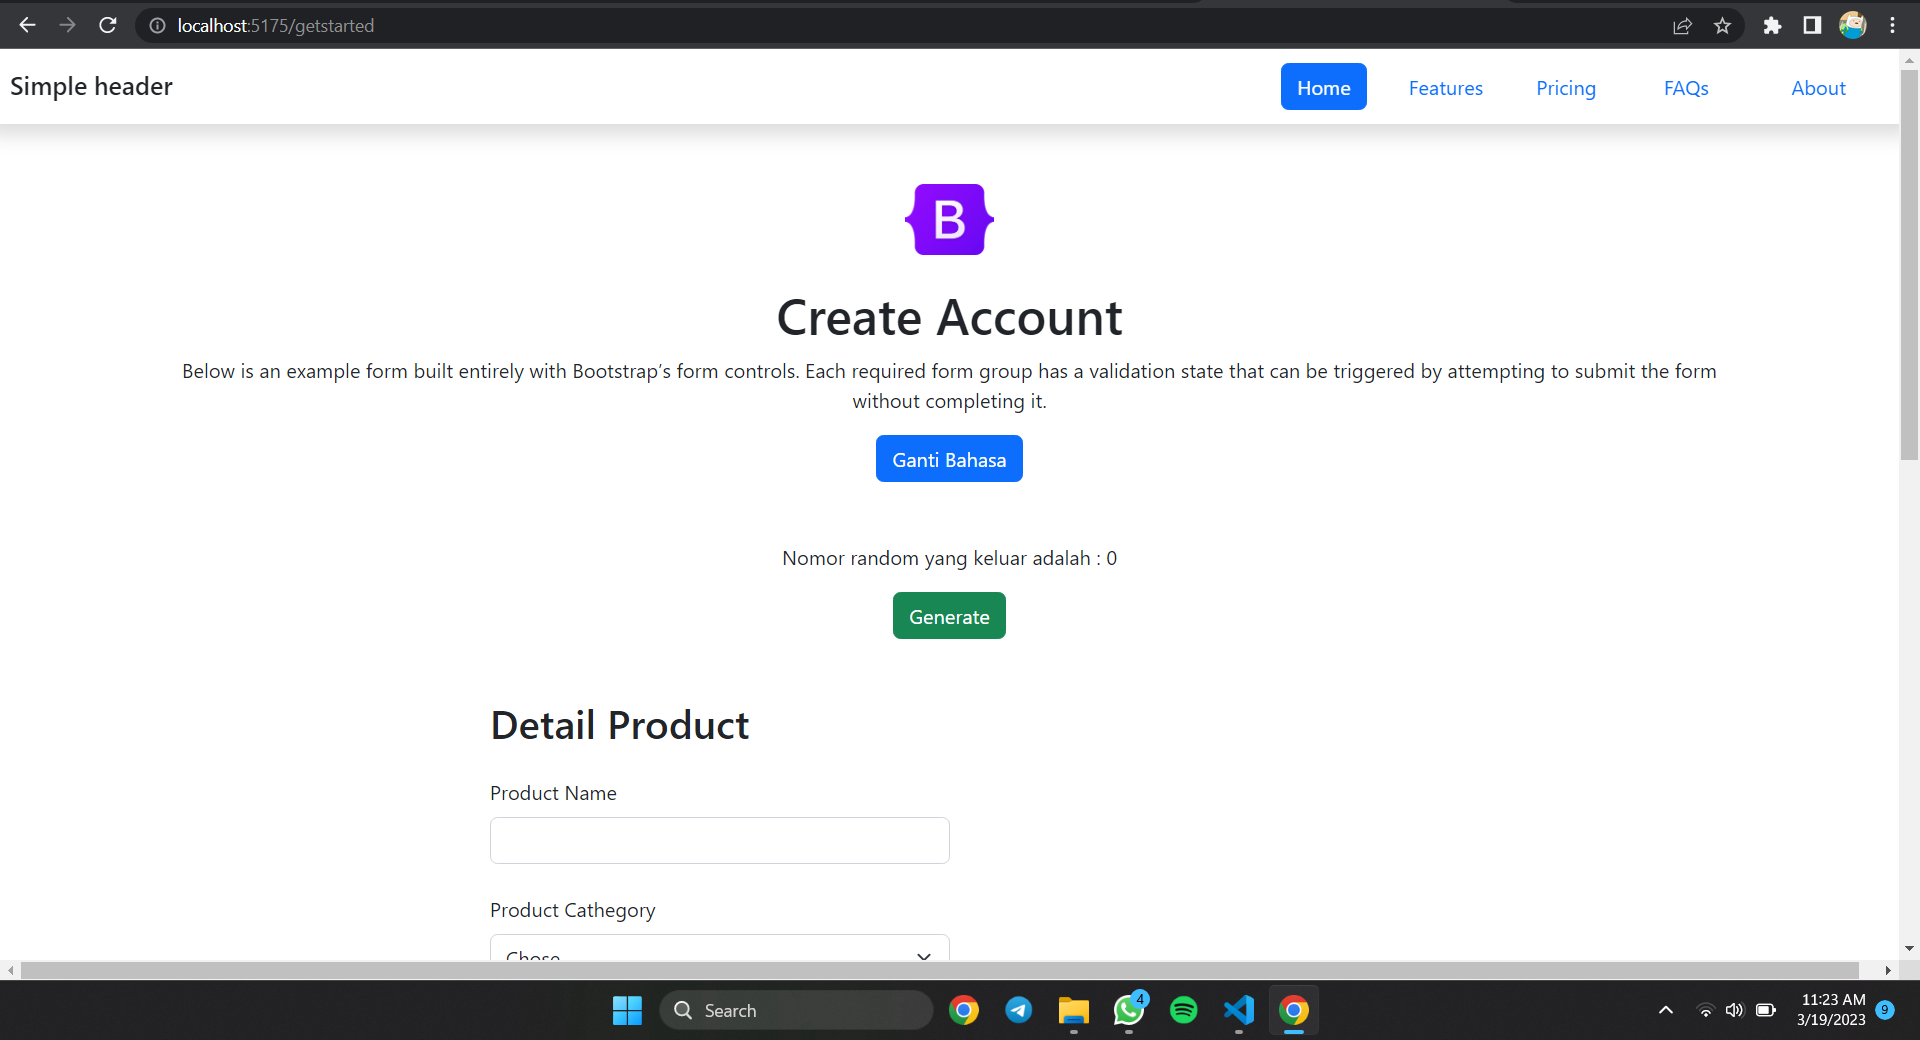 localhost:5175/getstarted
Simple header
Home
Features
Pricing
FAQs
About
B
Create Account
Below is an example form built entirely with Bootstrap’s form controls. Each required form group has a validation state that can be triggered by attempting to submit the form
without completing it.
Ganti Bahasa
Nomor random yang keluar adalah : 0
Generate
Detail Product
Product Name
Product Cathegory
Chose
Search
4
11:23 AM
3/19/2023
9